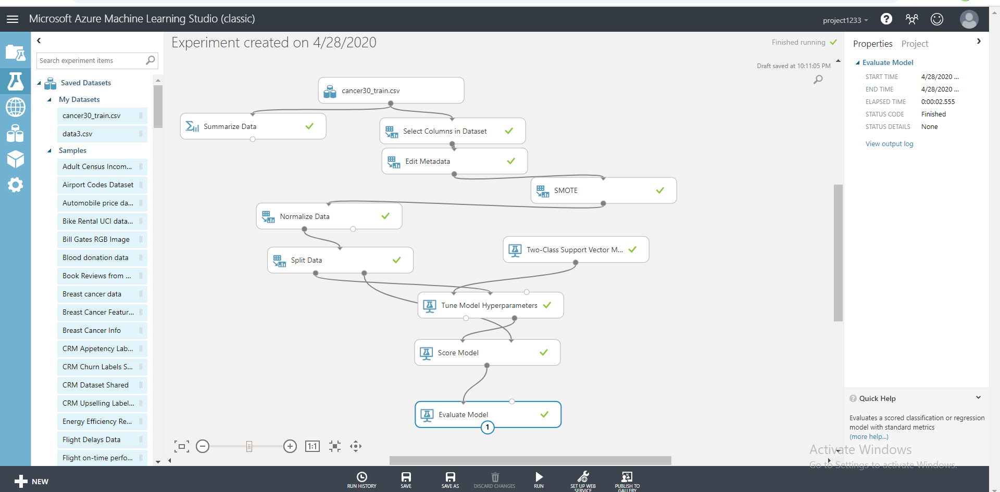 Microsoft Azure Machine Learning Studio (classic)
project1233
Experiment created on 4/28/2020
Finished running
Draft saved at 10:11:05 PM
Search experiment items
Saved Datasets
My Datasets
cancer30_train.csv
data3.csv
Samples
Adult Census Incom...
Airport Codes Dataset
Automobile price da...
Bike Rental UCI data...
Bill Gates RGB Image
Blood donation data
Book Reviews from ...
Breast cancer data
Breast Cancer Featur...
Breast Cancer Info
CRM Appetency Lab...
CRM Churn Labels S...
CRM Dataset Shared
CRM Upselling Label...
Energy Efficiency Re...
Flight Delays Data
Flight on-time perfo...
cancer30_train.csv
Summarize Data
Select Columns in Dataset
Edit Metadata
SMOTE
Normalize Data
Split Data
Two-Class Support Vector M...
Tune Model Hyperparameters
Score Model
Evaluate Model
1
1:1
Properties Project
Evaluate Model
START TIME 4/28/2020 ...
END TIME 4/28/2020 ...
ELAPSED TIME 0:00:02.555
STATUS CODE Finished
STATUS DETAILS None
View output log
Quick Help
Evaluates a scored classification or regression
model with standard metrics
(more help...)
Activate Windows
Go to Settings to activate Windows.
NEW
RUN HISTORY
SAVE
SAVE AS
DISCARD CHANGES
RUN
SET UP WEB
SERVICE
PUBLISH TO
GALLERY